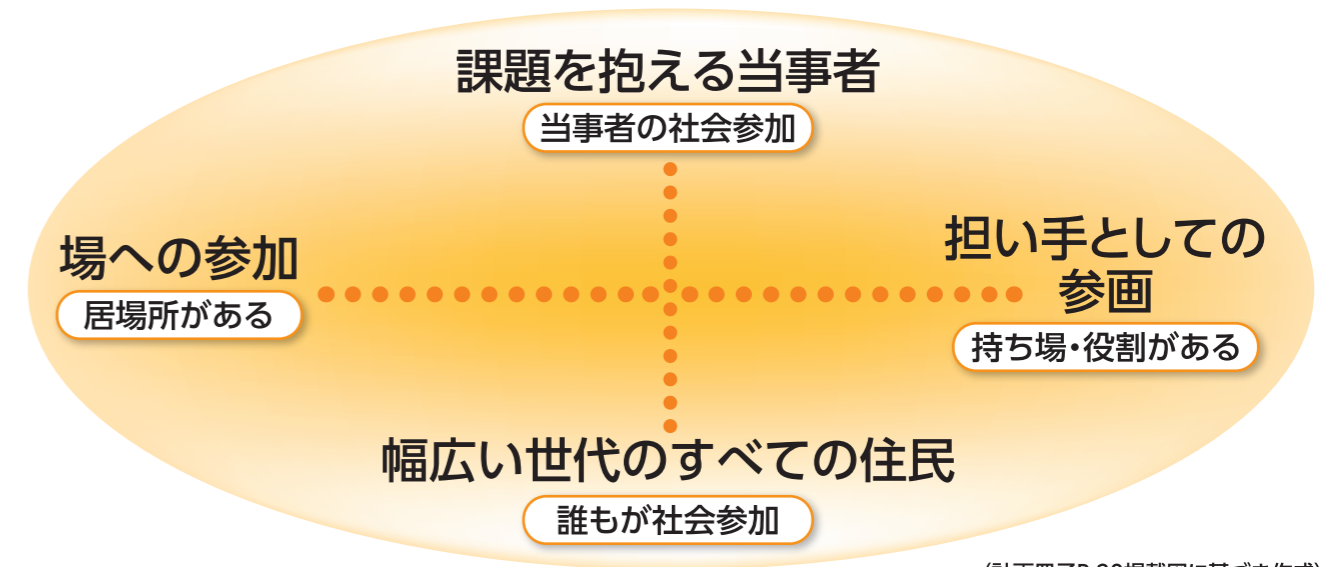 課題を抱える当事者
当事者の社会参加
場への参加
居場所がある
担い手としての
参画
持ち場・役割がある
幅広い世代のすべての住民
誰もが社会参加